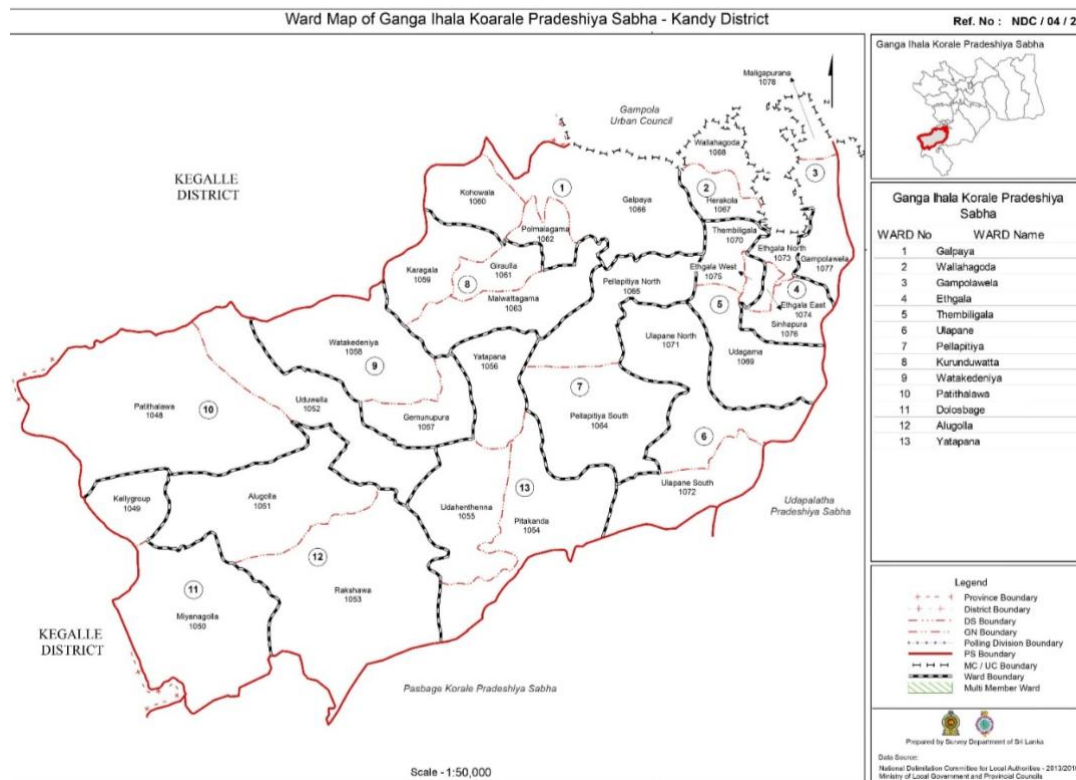 Ward Map of Ganga Ihala Koarale Pradeshiya Sabha - Kandy District
Ref. No : NDC / 04 / 2
Ganga Ihala Korale Pradeshiya Sabha
Maligapurana
1078
Gampola
Urban Council
Wallahagoda
1068
3
KEGALLE
DISTRICT
Kohowala
1060
1
2
Galpaya
1066
Herakola
1067
Polmalagama
1062
Thembiligala
1070
Ethgala North
1073
Gampolawela
1077
Karagala
1059
Giraulla
1061
8
Ethgala West
1075
Pellapitiya North
1065
4
Malwattagama
1063
5
Ethgala East
1074
Sinhapura
1076
Watakedeniya
1058
Ulapane North
1071
9
Yatapana
1056
Udagama
1069
7
Patithalawa
1048
10
Uduwella
1052
Gemunupura
1057
Pellapitiya South
1064
6
Kellygroup
1049
Alugolla
1051
Ulapane South
1072
13
Udahenthenna
1055
Pitakanda
1054
Udapalatha
Pradeshiya Sabha
12
11
Rakshawa
1053
Miyanagolla
1050
KEGALLE
DISTRICT
Pasbage Korale Pradeshiya Sabha
Scale - 1:50,000
Ganga Ihala Korale Pradeshiya
Sabha
WARD No WARD Name
1 Galpaya
2 Wallahagoda
3 Gampolawela
4 Ethgala
5 Thembiligala
6 Ulapane
7 Pellapitiya
8 Kurunduwatta
9 Watakedeniya
10 Patithalawa
11 Dolosbage
12 Alugolla
13 Yatapana
Legend
Province Boundary
District Boundary
DS Boundary
GN Boundary
Polling Division Boundary
PS Boundary
MC / UC Boundary
Ward Boundary
Multi Member Ward
Prepared by Survey Department of Sri Lanka
Data Source:
National Delimitation Committee for Local Authorities - 2013/201
Ministry of Local Government and Provincial Councils